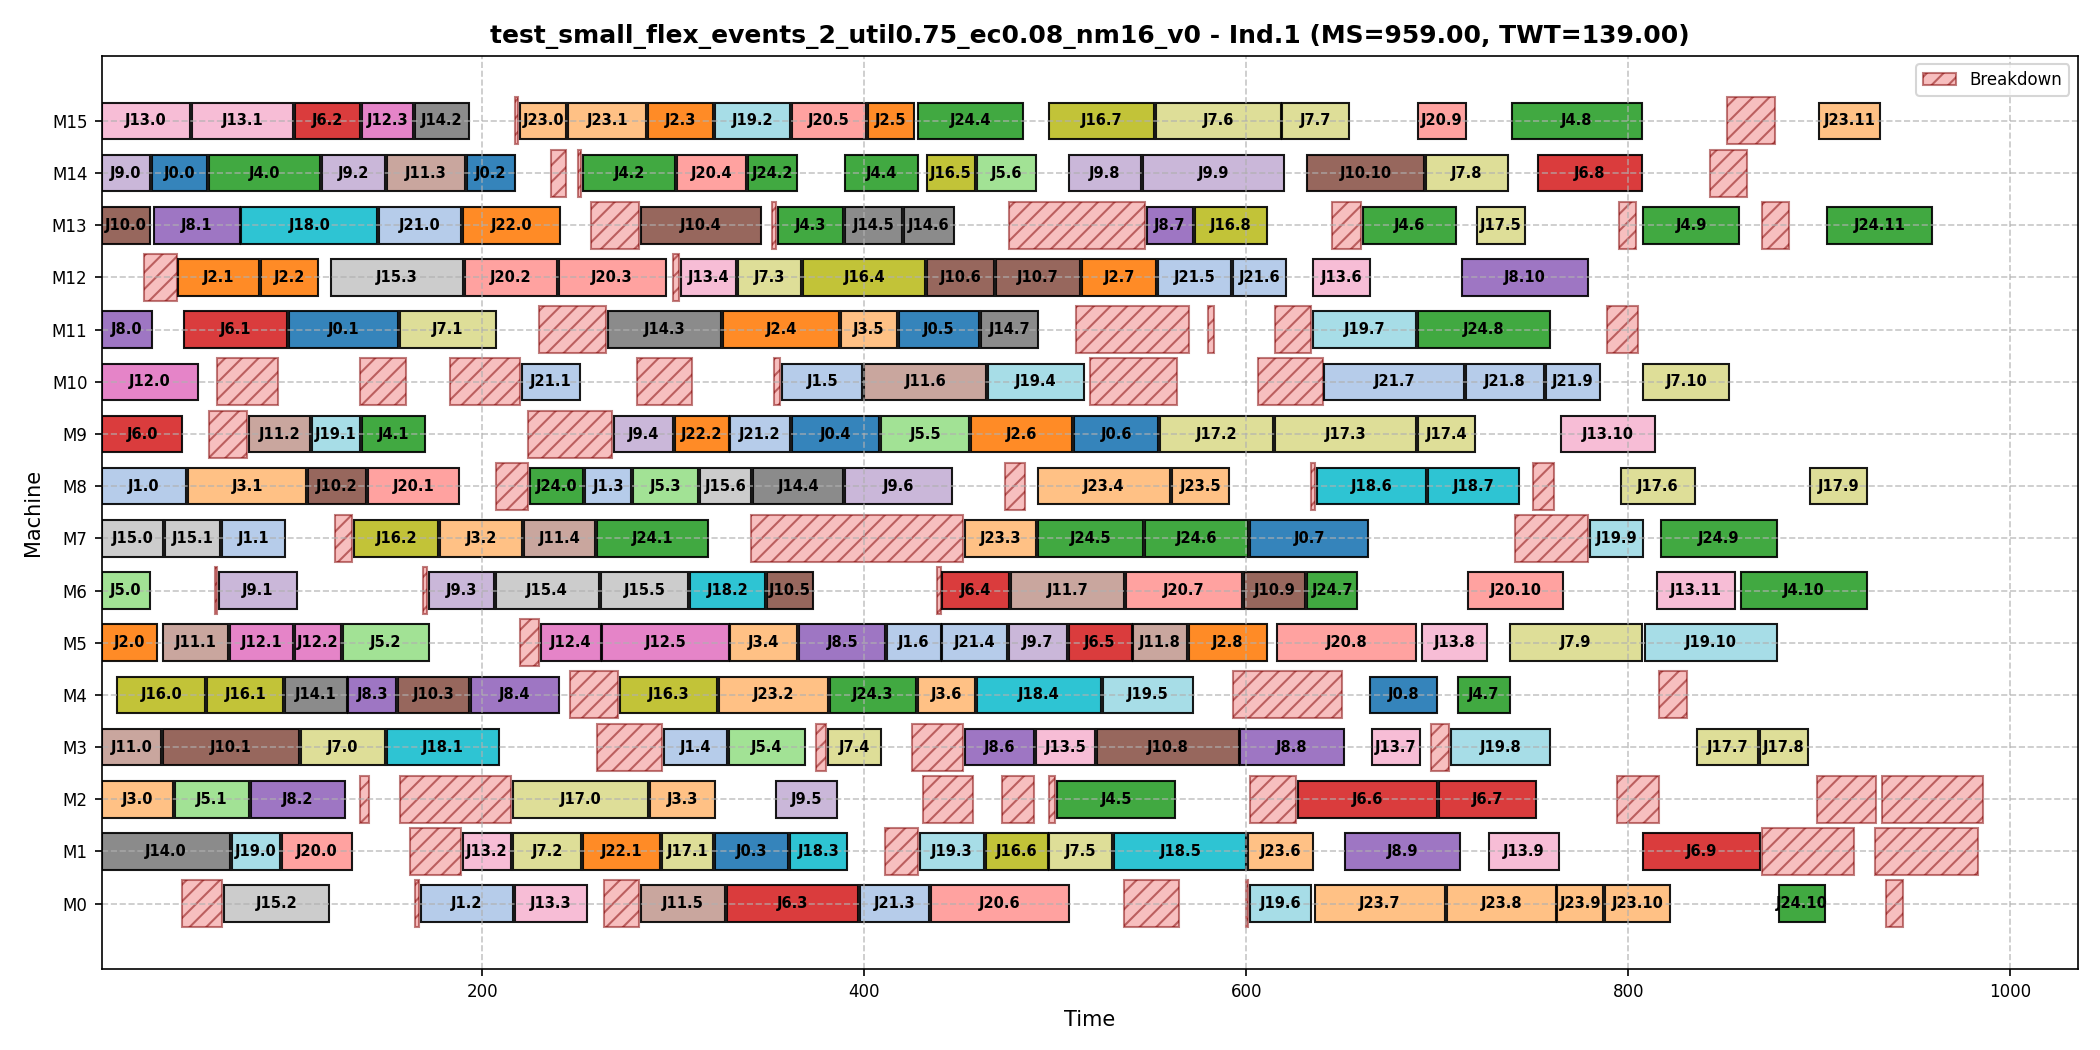 test_small_flex_events_2_util0.75_ec0.08_nm16_v0 - Ind.1 (MS=959.00, TWT=139.00)
Breakdown
M15 J13.0 J13.1 J6.2 J12.3 J14.2 J23.0 J23.1 J2.3 J19.2 J20.5 J2.5 J24.4 J16.7 J7.6 J7.7 J20.9 J4.8 J23.11
M14 J9.0 J0.0 J4.0 J9.2 J11.3 J0.2 J4.2 J20.4 J24.2 J4.4 J16.5 J5.6 J9.8 J9.9 J10.10 J7.8 J6.8
M13 J10.0 J8.1 J18.0 J21.0 J22.0 J10.4 J4.3 J14.5 J14.6 J8.7 J16.8 J4.6 J17.5 J4.9 J24.11
M12 J2.1 J2.2 J15.3 J20.2 J20.3 J13.4 J7.3 J16.4 J10.6 J10.7 J2.7 J21.5 J21.6 J13.6 J8.10
M11 J8.0 J6.1 J0.1 J7.1 J14.3 J2.4 J3.5 J0.5 J14.7 J19.7 J24.8
M10 J12.0 J21.1 J1.5 J11.6 J19.4 J21.7 J21.8 J21.9 J7.10
M9 J6.0 J11.2 J19.1 J4.1 J9.4 J22.2 J21.2 J0.4 J5.5 J2.6 J0.6 J17.2 J17.3 J17.4 J13.10
M8 J1.0 J3.1 J10.2 J20.1 J24.0 J1.3 J5.3 J15.6 J14.4 J9.6 J23.4 J23.5 J18.6 J18.7 J17.6 J17.9
M7 J15.0 J15.1 J1.1 J16.2 J3.2 J11.4 J24.1 J23.3 J24.5 J24.6 J0.7 J19.9 J24.9
M6 J5.0 J9.1 J9.3 J15.4 J15.5 J18.2 J10.5 J6.4 J11.7 J20.7 J10.9 J24.7 J20.10 J13.11 J4.10
M5 J2.0 J11.1 J12.1 J12.2 J5.2 J12.4 J12.5 J3.4 J8.5 J1.6 J21.4 J9.7 J6.5 J11.8 J2.8 J20.8 J13.8 J7.9 J19.10
M4 J16.0 J16.1 J14.1 J8.3 J10.3 J8.4 J16.3 J23.2 J24.3 J3.6 J18.4 J19.5 J0.8 J4.7
M3 J11.0 J10.1 J7.0 J18.1 J1.4 J5.4 J7.4 J8.6 J13.5 J10.8 J8.8 J13.7 J19.8 J17.7 J17.8
M2 J3.0 J5.1 J8.2 J17.0 J3.3 J9.5 J4.5 J6.6 J6.7
M1 J14.0 J19.0 J20.0 J13.2 J7.2 J22.1 J17.1 J0.3 J18.3 J19.3 J16.6 J7.5 J18.5 J23.6 J8.9 J13.9 J6.9
M0 J15.2 J1.2 J13.3 J11.5 J6.3 J21.3 J20.6 J19.6 J23.7 J23.8 J23.9 J23.10 J24.10
Machine
200 400 600 800 1000
Time